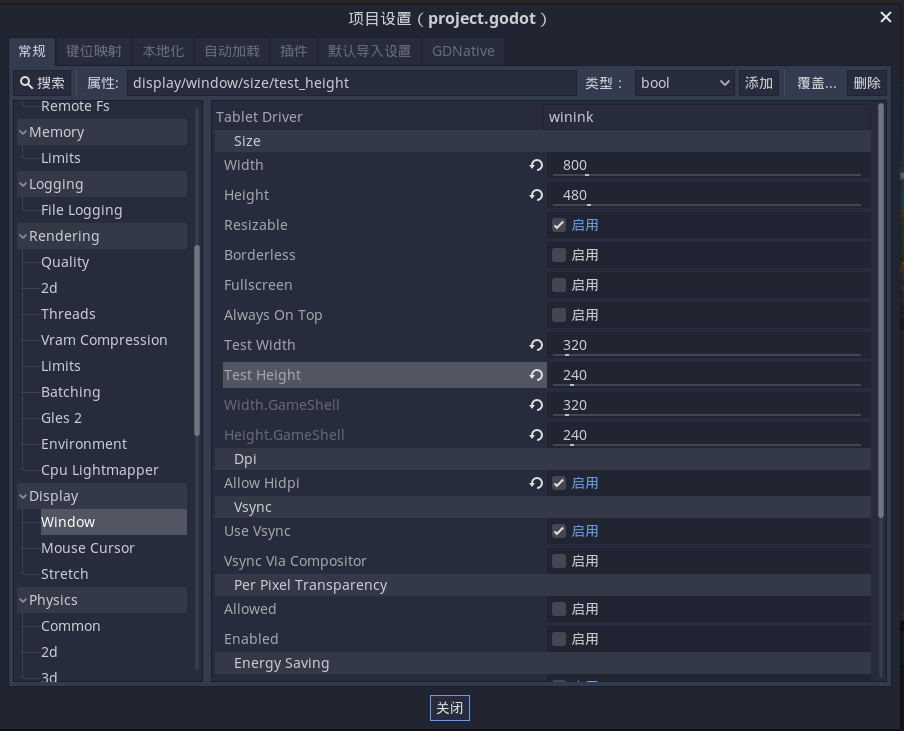 项目设置（project.godot）
常规 键位映射 本地化 自动加载 插件 默认导入设置 GDNative
搜索 属性: display/window/size/test_height 类型： bool 添加 覆盖... 删除
Remote Fs
Memory
Limits
Logging
File Logging
Rendering
Quality
2d
Threads
Vram Compression
Limits
Batching
Gles 2
Environment
Cpu Lightmapper
Display
Window
Mouse Cursor
Stretch
Physics
Common
2d
3d
Tablet Driver winink
Size
Width 800
Height 480
Resizable 启用
Borderless 启用
Fullscreen 启用
Always On Top 启用
Test Width 320
Test Height 240
Width.GameShell 320
Height.GameShell 240
Dpi
Allow Hidpi 启用
Vsync
Use Vsync 启用
Vsync Via Compositor 启用
Per Pixel Transparency
Allowed 启用
Enabled 启用
Energy Saving
关闭